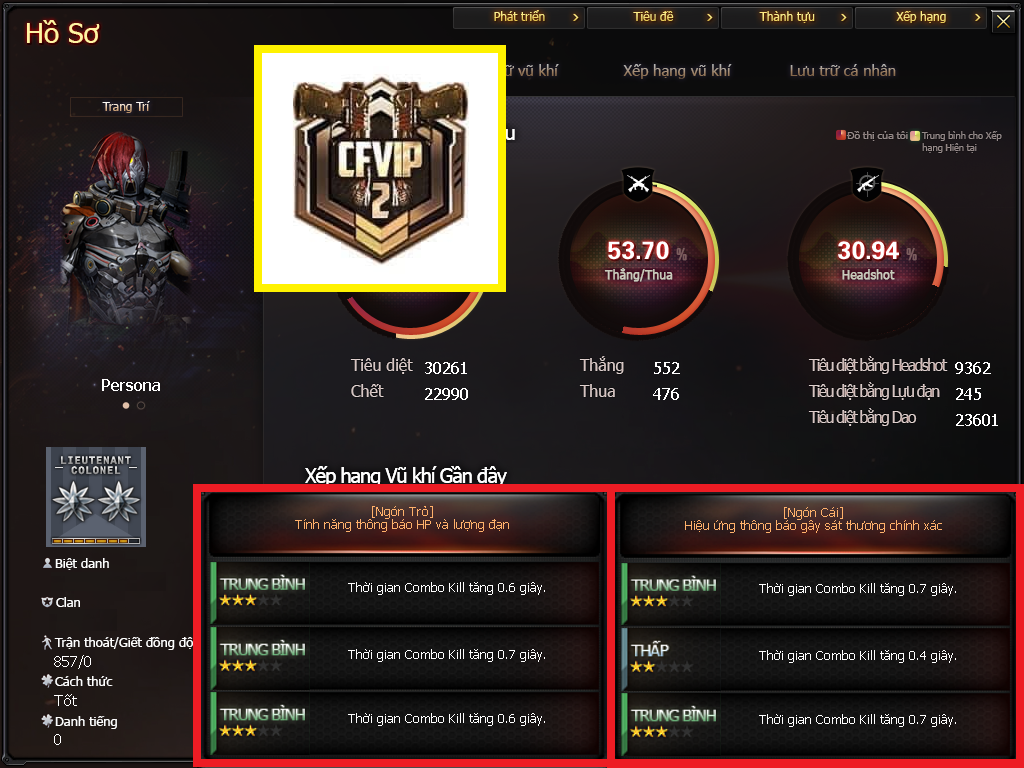 Hồ Sơ
Phát triển
Tiêu đề
Thành tựu
Xếp hạng
vũ khí
Xếp hạng vũ khí
Lưu trữ cá nhân
Trang Trí
CFVIP
2
Đồ thị của tôi
Trung bình cho Xếp
hạng Hiện tại
53.70 %
Thắng/Thua
30.94 %
Headshot
Tiêu diệt 30261
Chết 22990
Thắng 552
Thua 476
Tiêu diệt bằng Headshot 9362
Tiêu diệt bằng Lựu đạn 245
Tiêu diệt bằng Dao 23601
Persona
LIEUTENANT
COLONEL
Biệt danh
Clan
Trận thoát/Giết đồng độ
857/0
Cách thức
Tốt
Danh tiếng
0
Xếp hạng Vũ khí Gần đây
[Ngón Trỏ]
Tính năng thông báo HP và lượng đạn
TRUNG BÌNH
Thời gian Combo Kill tăng 0.6 giây.
TRUNG BÌNH
Thời gian Combo Kill tăng 0.7 giây.
TRUNG BÌNH
Thời gian Combo Kill tăng 0.6 giây.
[Ngón Cái]
Hiệu ứng thông báo gây sát thương chính xác
TRUNG BÌNH
Thời gian Combo Kill tăng 0.7 giây.
THẤP
Thời gian Combo Kill tăng 0.4 giây.
TRUNG BÌNH
Thời gian Combo Kill tăng 0.7 giây.